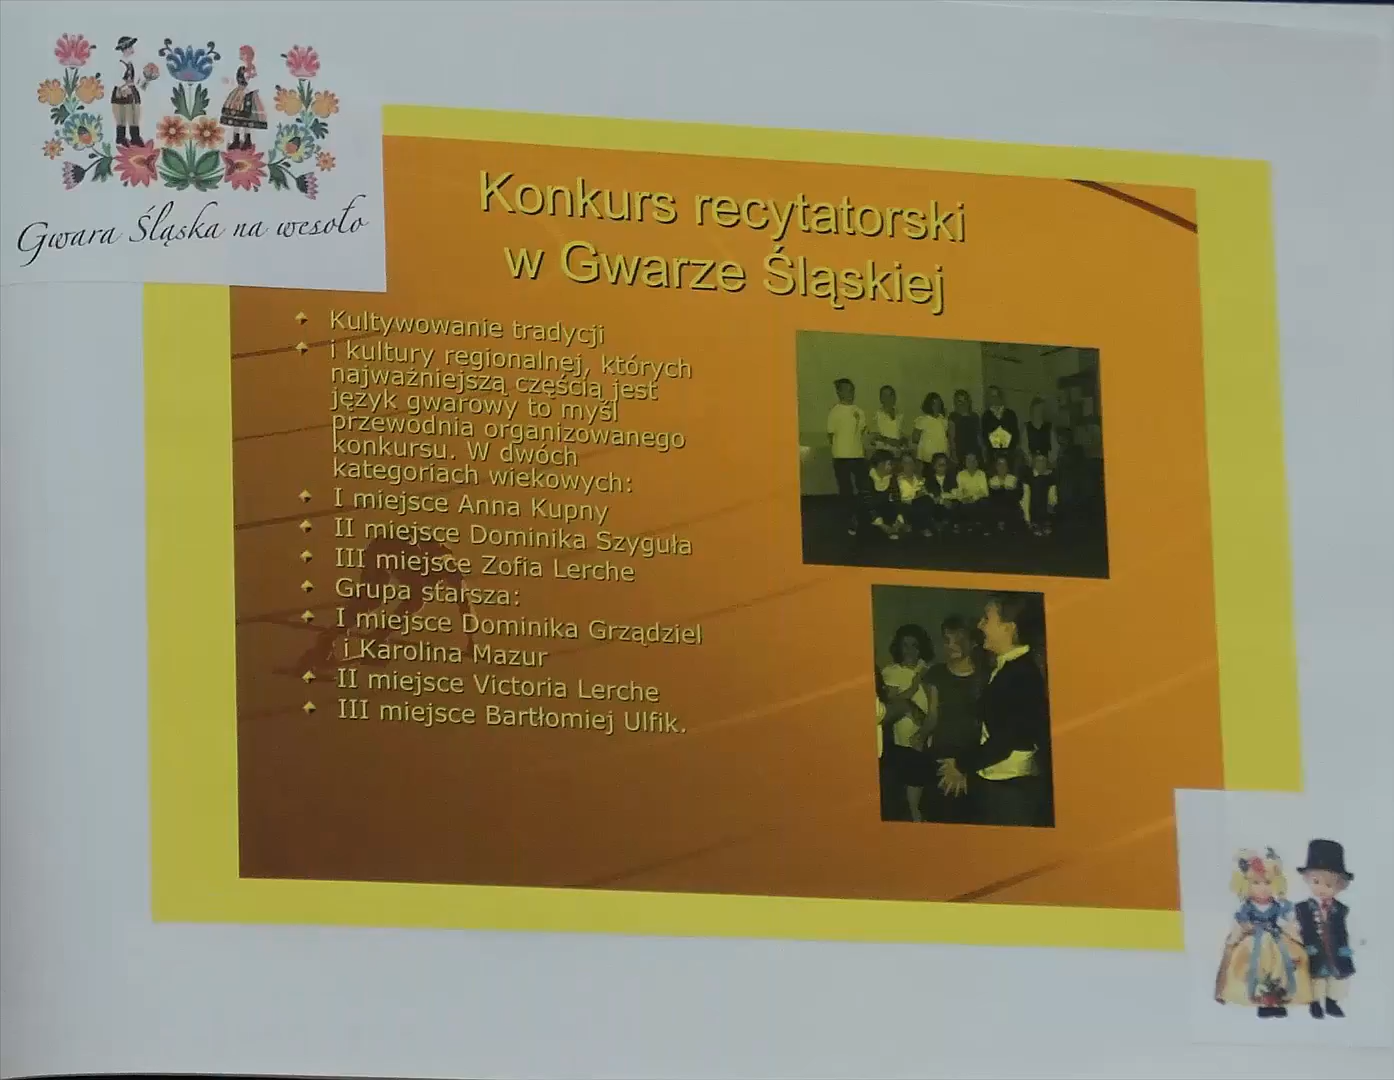 Gwara Śląska na wesoło
Konkurs recytatorski
w Gwarze Śląskiej
Kultywowanie tradycji
i kultury regionalnej, których
najważniejszą częścią jest
język gwarowy to myśl
przewodnia organizowanego
konkursu. W dwóch
kategoriach wiekowych:
I miejsce Anna Kupny
II miejsce Dominika Szyguła
III miejsce Zofia Lerche
Grupa starsza:
I miejsce Dominika Grządziel
i Karolina Mazur
II miejsce Victoria Lerche
III miejsce Bartłomiej Ulfik.